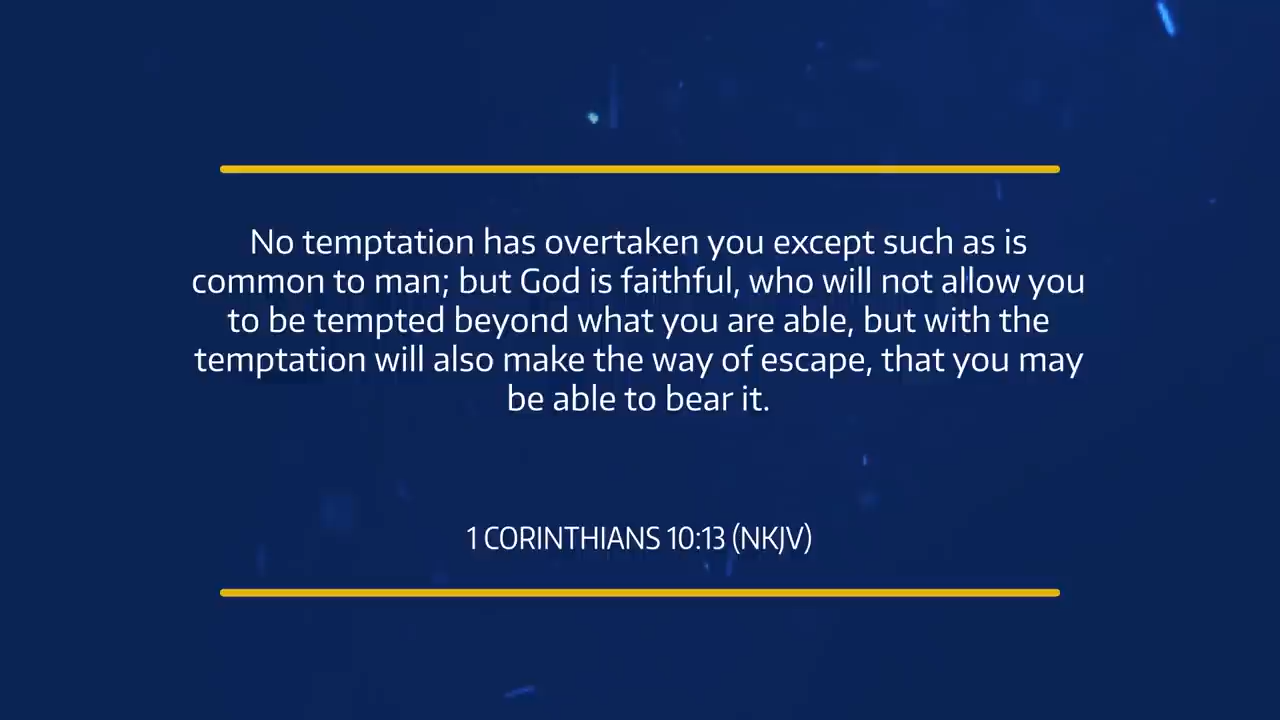 No temptation has overtaken you except such as is
common to man; but God is faithful, who will not allow you
to be tempted beyond what you are able, but with the
temptation will also make the way of escape, that you may
be able to bear it.
1 CORINTHIANS 10:13 (NKJV)